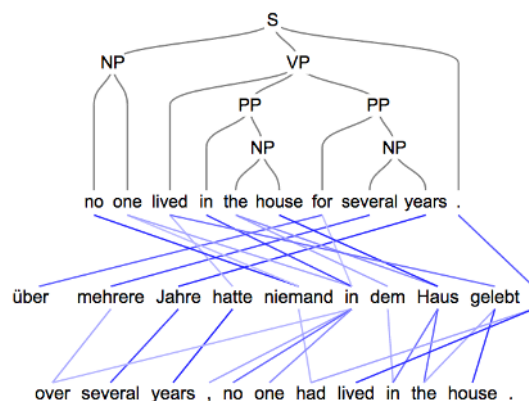 S
NP VP
PP PP
NP NP
no one lived in the house for several years .
über mehrere Jahre hatte niemand in dem Haus gelebt
over several years , no one had lived in the house .